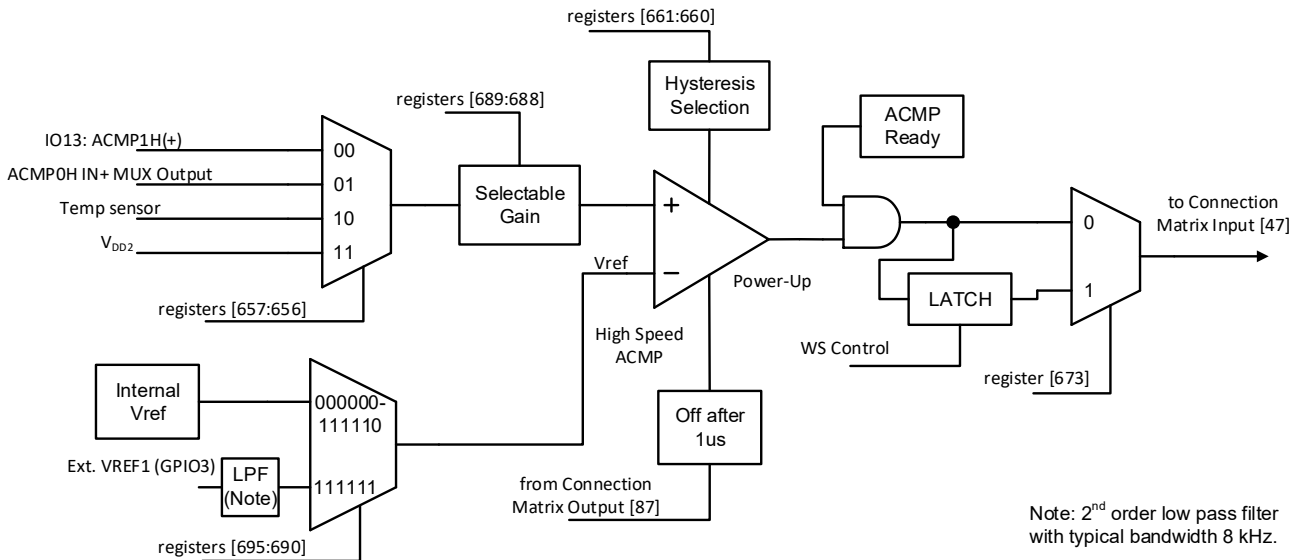 registers [661:660]
Hysteresis
Selection
registers [689:688]
ACMP
Ready
IO13: ACMP1H(+)
00
ACMP0H IN+ MUX Output
01
Selectable
Gain
Temp sensor
10
V_DD2
11
+
−
Vref
Power-Up
0
1
to Connection
Matrix Input [47]
LATCH
registers [657:656]
High Speed
ACMP
WS Control
register [673]
Internal
Vref
000000-
111110
Off after
1us
Ext. VREF1 (GPIO3)
LPF
(Note)
111111
from Connection
Matrix Output [87]
registers [695:690]
Note: 2nd order low pass filter
with typical bandwidth 8 kHz.